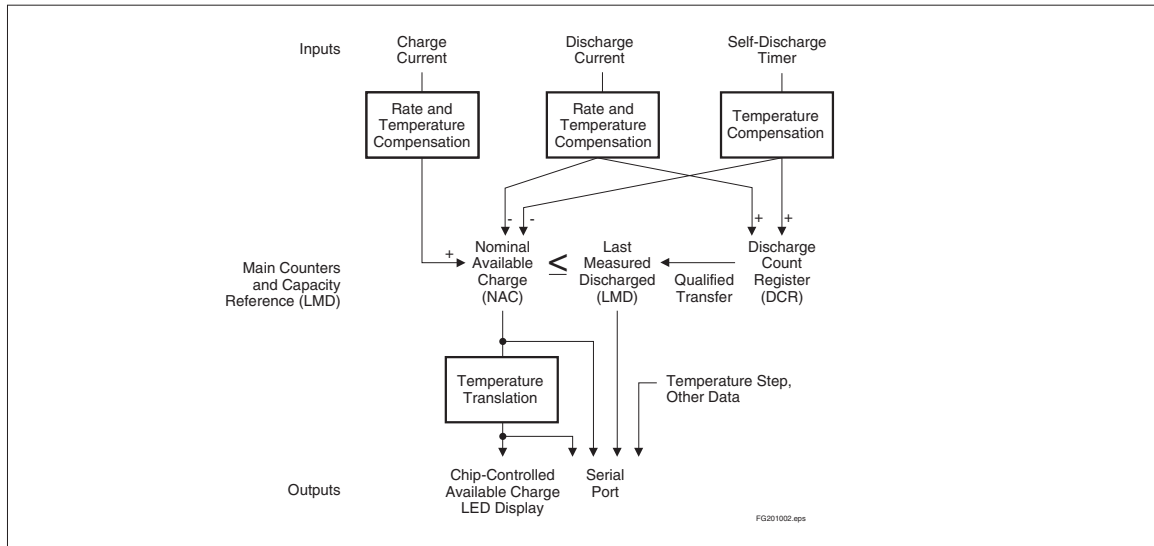 Inputs
Charge
Current
Discharge
Current
Self-Discharge
Timer
Rate and
Temperature
Compensation
Rate and
Temperature
Compensation
Temperature
Compensation
- -
+ +
+
Main Counters
and Capacity
Reference (LMD)
Nominal
Available
Charge
(NAC)
≤
Last
Measured
Discharged
(LMD)
Qualified
Transfer
Discharge
Count
Register
(DCR)
Temperature
Translation
Temperature Step,
Other Data
Outputs
Chip-Controlled
Available Charge
LED Display
Serial
Port
FG201002.eps